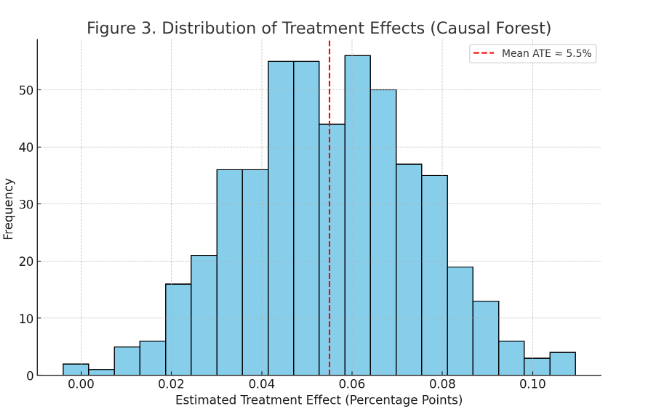 Figure 3. Distribution of Treatment Effects (Causal Forest)
Mean ATE ≈ 5.5%
Frequency
50
40
30
20
10
0
0.00 0.02 0.04 0.06 0.08 0.10
Estimated Treatment Effect (Percentage Points)